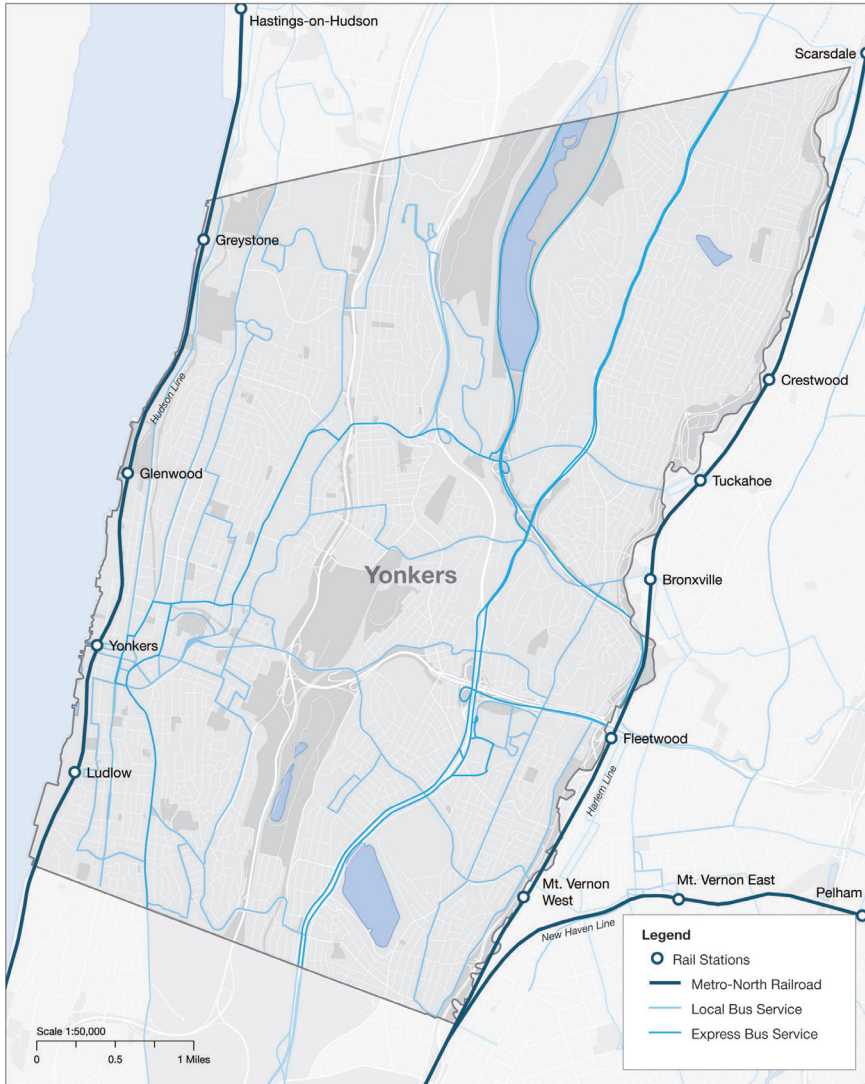 Hastings-on-Hudson
Scarsdale
Greystone
Hudson Line
Crestwood
Glenwood
Tuckahoe
Yonkers
Bronxville
Yonkers
Fleetwood
Ludlow
Harlem Line
Mt. Vernon
West
Mt. Vernon East
Pelham
New Haven Line
Legend
Rail Stations
Metro-North Railroad
Local Bus Service
Express Bus Service
Scale 1:50,000
0 0.5 1 Miles